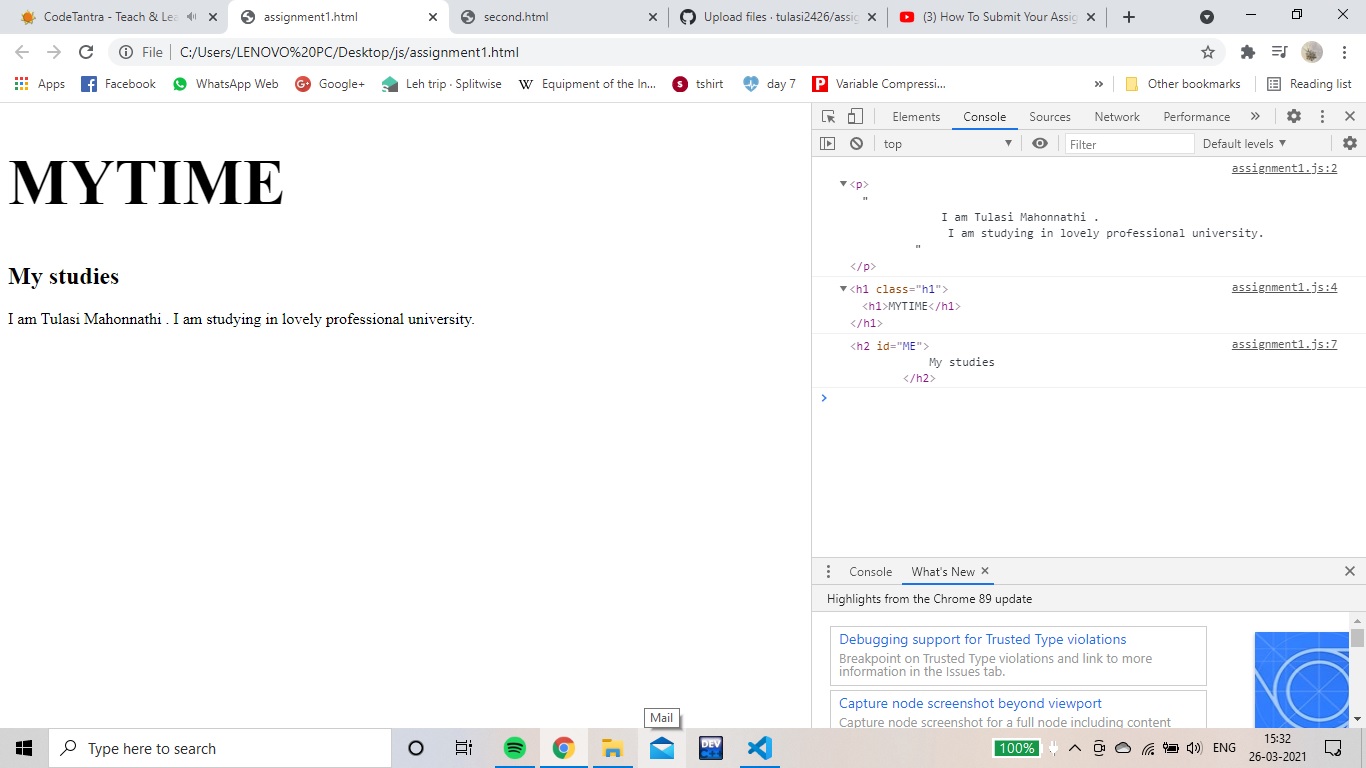 CodeTantra - Teach & Lea
assignment1.html
second.html
Upload files · tulasi2426/assig
(3) How To Submit Your Assig
File
C:/Users/LENOVO%20PC/Desktop/js/assignment1.html
Apps
Facebook
WhatsApp Web
Google+
Leh trip · Splitwise
W
Equipment of the In...
s
tshirt
day 7
P
Variable Compressi...
»
Other bookmarks
Reading list
Elements
Console
Sources
Network
Performance
»
top
Filter
Default levels
MYTIME
My studies
I am Tulasi Mahonnathi . I am studying in lovely professional university.
assignment1.js:2
<p>
"
I am Tulasi Mahonnathi .
I am studying in lovely professional university.
"
</p>
<h1 class="h1">
assignment1.js:4
<h1>MYTIME</h1>
</h1>
<h2 id="ME">
assignment1.js:7
My studies
</h2>
Console
What's New
Highlights from the Chrome 89 update
Debugging support for Trusted Type violations
Breakpoint on Trusted Type violations and link to more
information in the Issues tab.
Capture node screenshot beyond viewport
Capture node screenshot for a full node including content
Mail
Type here to search
DEV
C++
100%
ENG
15:32
26-03-2021